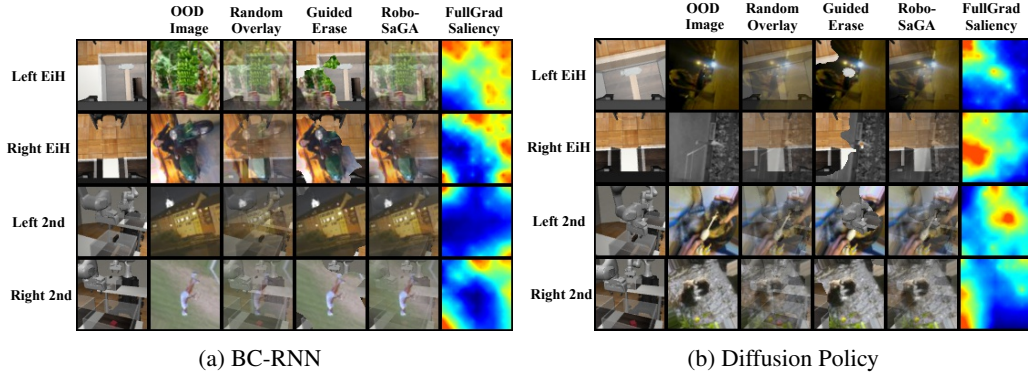 OOD Image Random Overlay Guided Erase Robo-SaGA FullGrad Saliency
Left EiH
Right EiH
Left 2nd
Right 2nd
(a) BC-RNN
OOD Image Random Overlay Guided Erase Robo-SaGA FullGrad Saliency
Left EiH
Right EiH
Left 2nd
Right 2nd
(b) Diffusion Policy